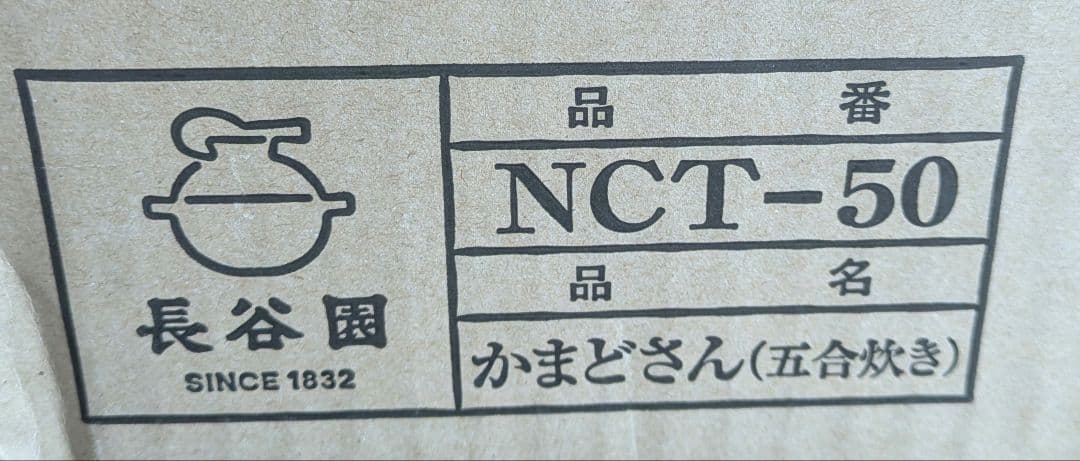 長谷園
SINCE 1832
品番
NCT-50
品名
かまどさん(五合炊き)